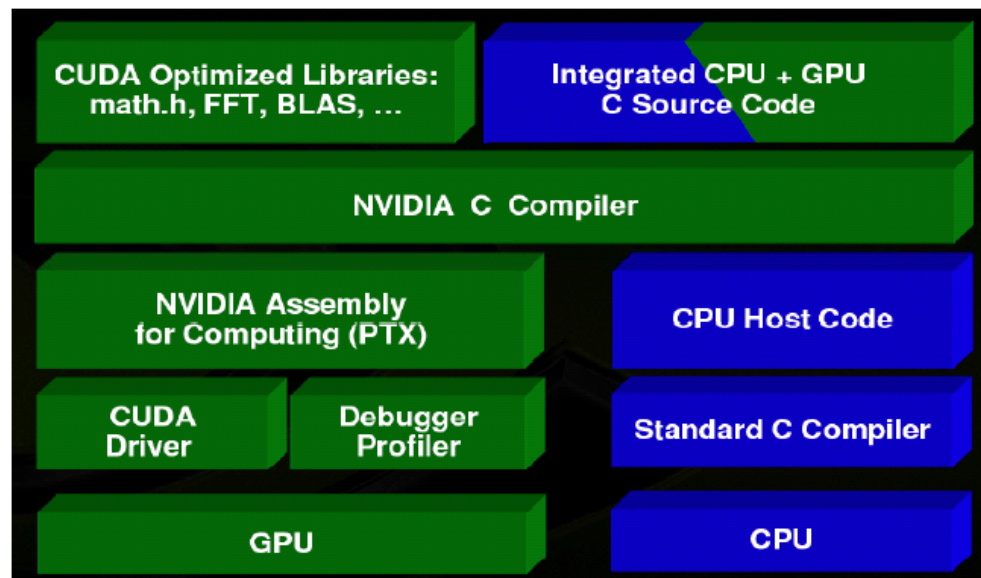 CUDA Optimized Libraries:
math.h, FFT, BLAS, ...
Integrated CPU + GPU
C Source Code
NVIDIA C Compiler
NVIDIA Assembly
for Computing (PTX)
CPU Host Code
CUDA
Driver
Debugger
Profiler
Standard C Compiler
GPU
CPU